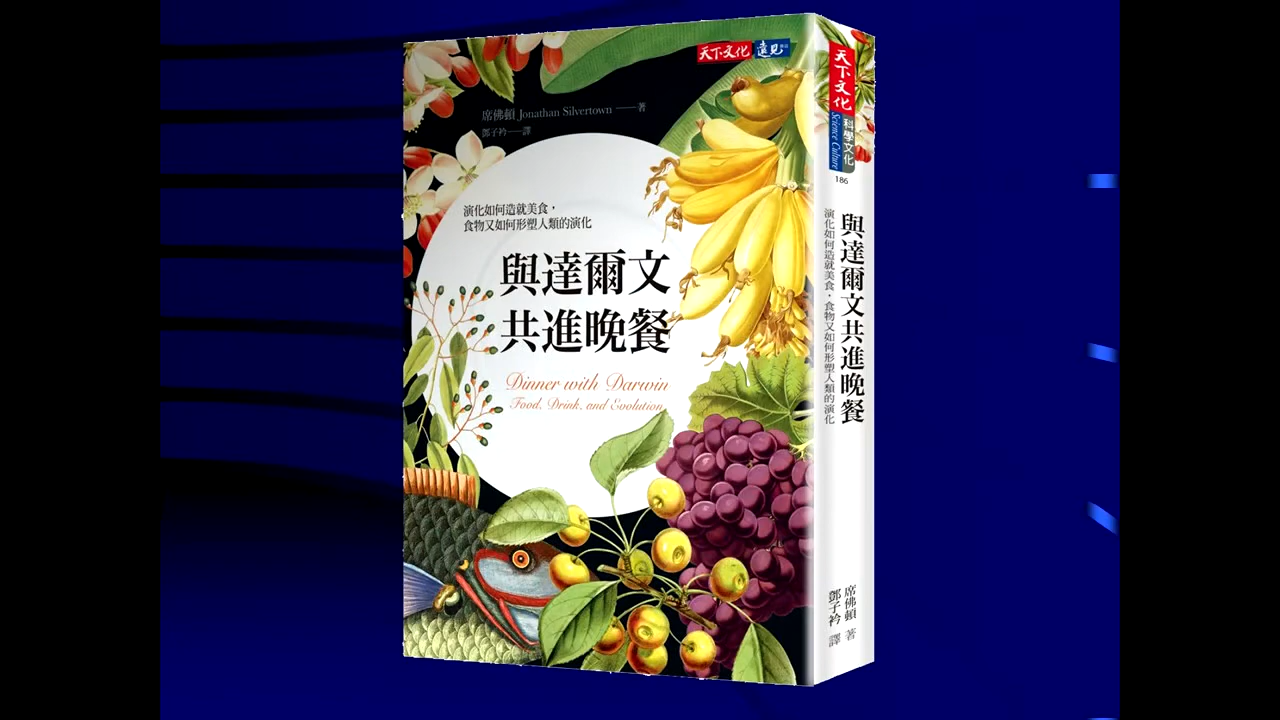 天下文化 遠見
席佛頓 Jonathan Silvertown——著
鄧子衿——譯
演化如何造就美食，
食物又如何形塑人類的演化
與達爾文
共進晚餐
Dinner with Darwin
Food, Drink, and Evolution
天下文化
科學文化
Science Culture
186
與達爾文共進晚餐
演化如何造就美食，食物又如何形塑人類的演化
席佛頓 著
鄧子衿 譯